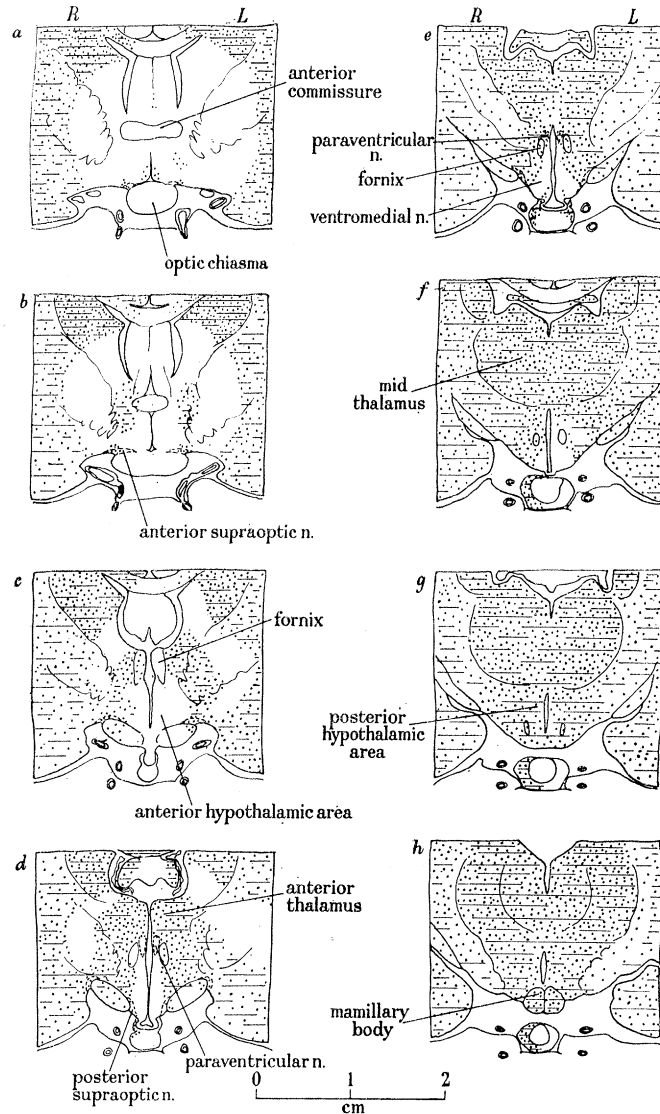 R L
a
anterior
commissure
optic chiasma
b
anterior supraoptic n.
c
fornix
anterior hypothalamic area
d
anterior
thalamus
paraventricular n.
posterior
supraoptic n.
R L
e
paraventricular
n.
fornix
ventromedial n.
f
mid
thalamus
g
posterior
hypothalamic
area
h
mamillary
body
0 1 2
cm